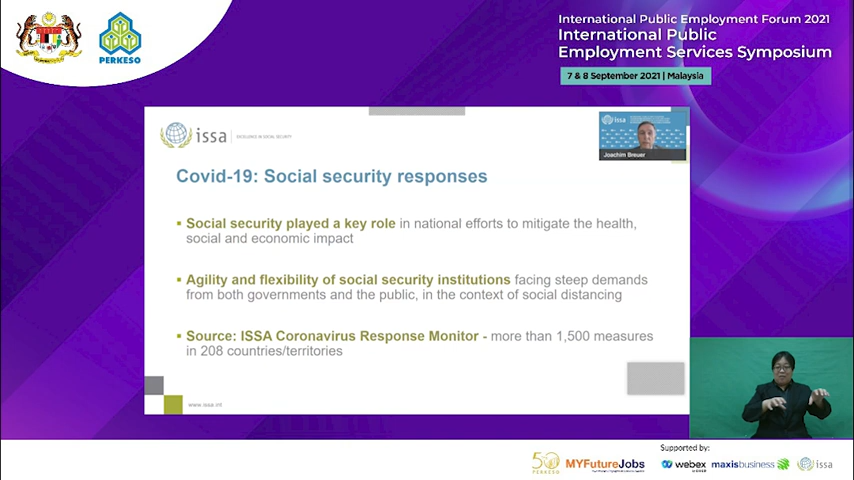 PERKESO
International Public Employment Forum 2021
International Public
Employment Services Symposium
7 & 8 September 2021 | Malaysia
issa
EXCELLENCE IN SOCIAL SECURITY
issa
Joachim Breuer
Covid-19: Social security responses
▪ Social security played a key role in national efforts to mitigate the health,
social and economic impact
▪ Agility and flexibility of social security institutions facing steep demands
from both governments and the public, in the context of social distancing
▪ Source: ISSA Coronavirus Response Monitor - more than 1,500 measures
in 208 countries/territories
www.issa.int
Supported by:
50
PERKESO
MYFutureJobs
webex
by CISCO
maxisbusiness
issa